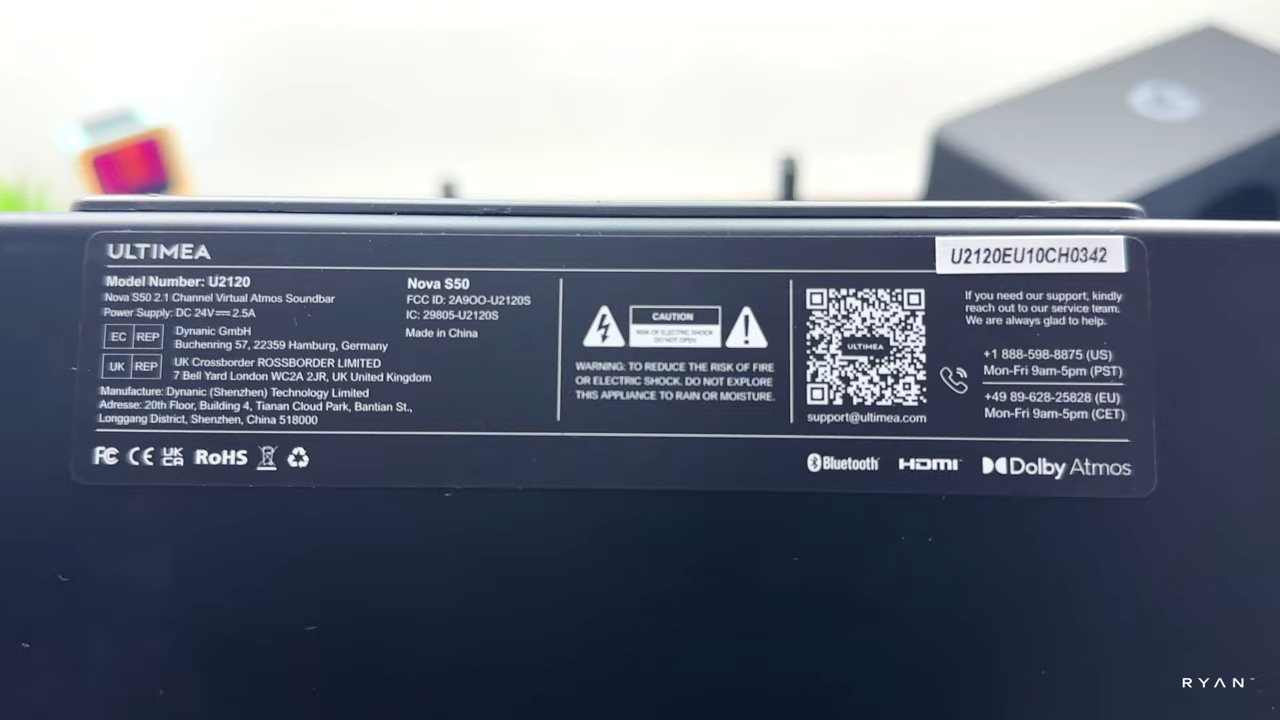 ULTIMEA
U2120EU10CH0342
Model Number: U2120
Nova S50 2.1 Channel Virtual Atmos Soundbar
Power Supply: DC 24V⎓2.5A
EC REP
Dynanic GmbH
Buchenring 57, 22359 Hamburg, Germany
UK REP
UK Crossborder ROSSBORDER LIMITED
7 Bell Yard London WC2A 2JR, UK United Kingdom
Manufacture: Dynanic (Shenzhen) Technology Limited
Adresse: 20th Floor, Building 4, Tianan Cloud Park, Bantian St.,
Longgang District, Shenzhen, China 518000
Nova S50
FCC ID: 2A9OO-U2120S
IC: 29805-U2120S
Made in China
CAUTION
RISK OF ELECTRIC SHOCK
DO NOT OPEN
WARNING: TO REDUCE THE RISK OF FIRE
OR ELECTRIC SHOCK. DO NOT EXPLORE
THIS APPLIANCE TO RAIN OR MOISTURE.
ULTIMEA
support@ultimea.com
If you need our support, kindly
reach out to our service team.
We are always glad to help.
+1 888-598-8875 (US)
Mon-Fri 9am-5pm (PST)
+49 89-628-25828 (EU)
Mon-Fri 9am-5pm (CET)
FC CE UK CA RoHS
Bluetooth HDMI Dolby Atmos
RYAN